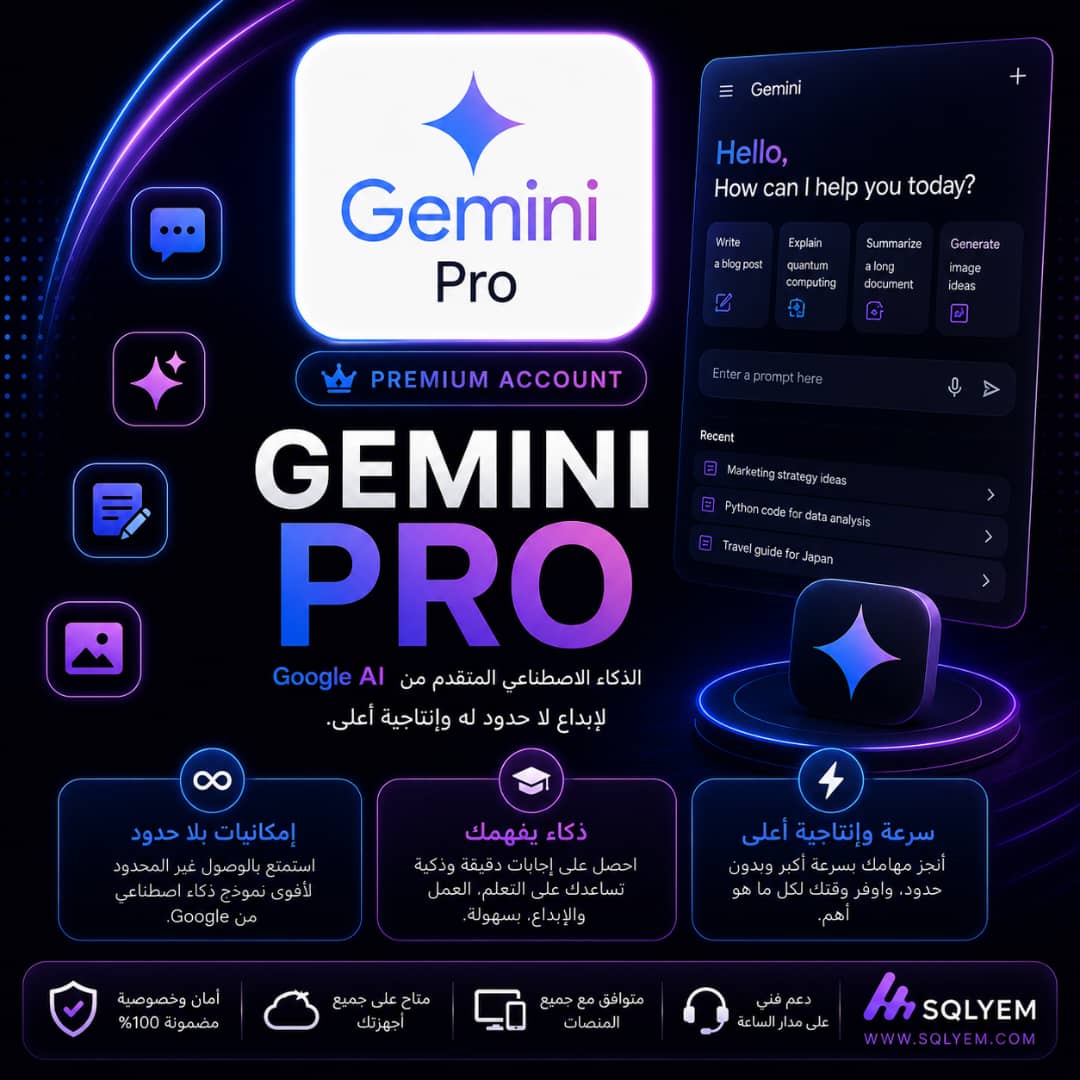 Gemini
Pro
PREMIUM ACCOUNT
GEMINI
PRO
الذكاء الاصطناعي المتقدم من Google AI
لإبداع لا حدود له وإنتاجية أعلى.
Gemini
Hello,
How can I help you today?
Write
a blog post
Explain
quantum
computing
Summarize
a long
document
Generate
image
ideas
Enter a prompt here
Recent
Marketing strategy ideas
Python code for data analysis
Travel guide for Japan
سرعة وإنتاجية أعلى
أنجز مهامك بسرعة أكبر وبدون
حدود، واوفر وقتك لكل ما هو
أهم.
ذكاء يفهمك
احصل على إجابات دقيقة وذكية
تساعدك على التعلم، العمل
والإبداع، بسهولة.
إمكانيات بلا حدود
استمتع بالوصول غير المحدود
لأقوى نموذج ذكاء اصطناعي
من Google.
SQLYEM
WWW.SQLYEM.COM
دعم فني
على مدار الساعة
متوافق مع جميع
المنصات
متاح على جميع
أجهزتك
أمان وخصوصية
مضمونة 100%